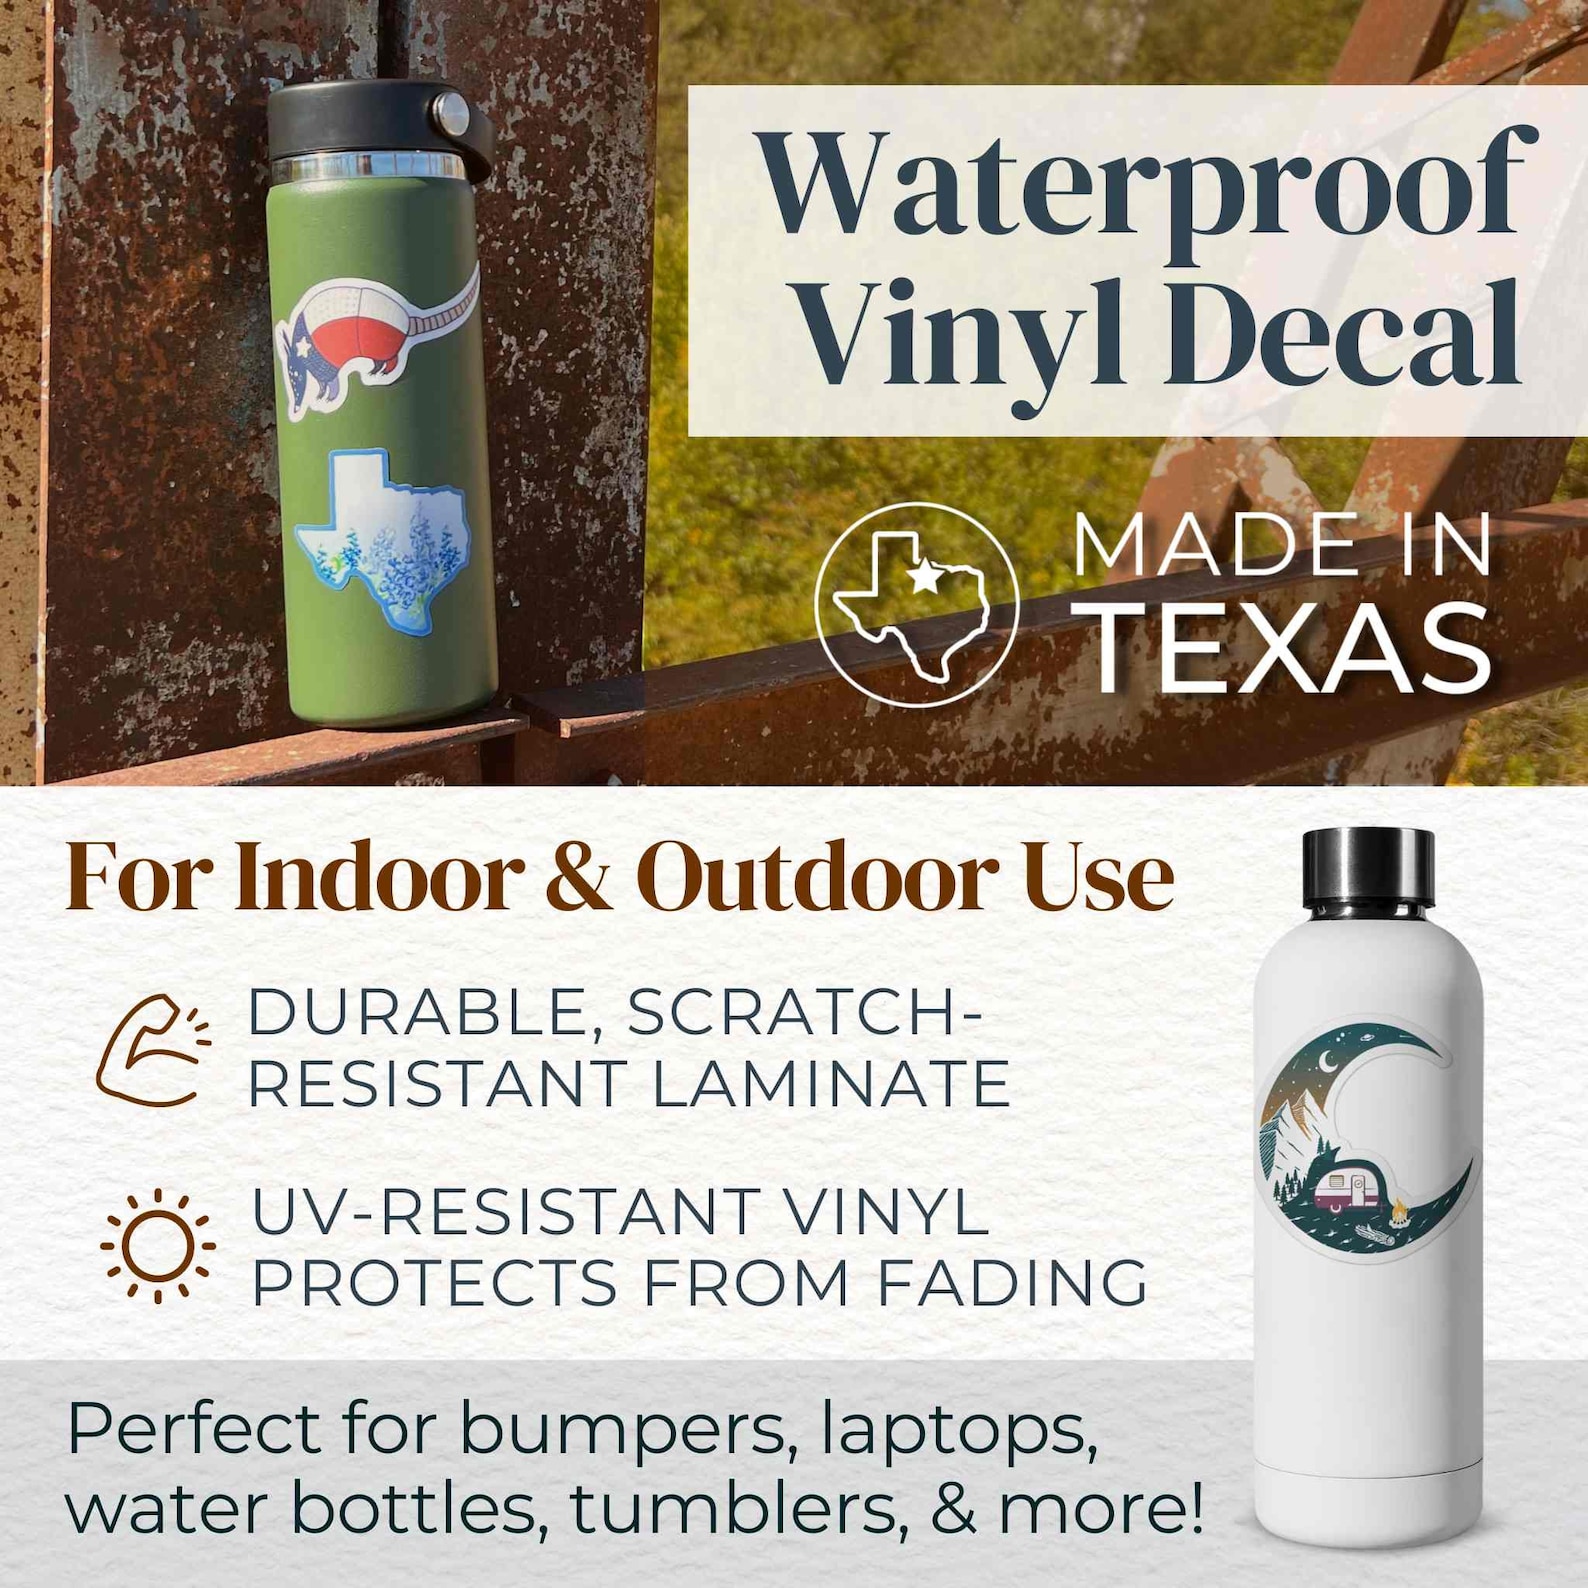 Waterproof
Vinyl Decal
MADE IN
TEXAS
For Indoor & Outdoor Use
DURABLE, SCRATCH-
RESISTANT LAMINATE
UV-RESISTANT VINYL
PROTECTS FROM FADING
Perfect for bumpers, laptops,
water bottles, tumblers, & more!